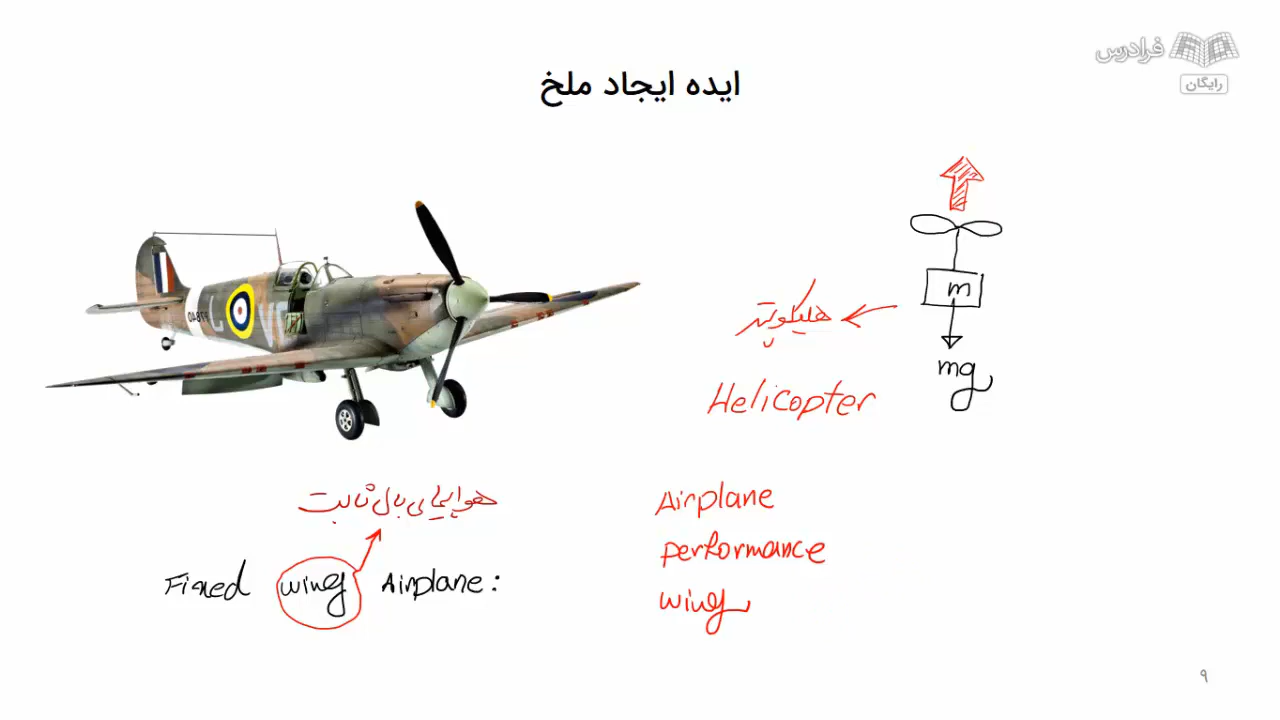 فرادرس
رایگان
ایده ایجاد ملخ
m
mg
هلیکوپتر
Helicopter
هواپیمای بال ثابت
Fixed wing Airplane:
Airplane
performance
wing
۹